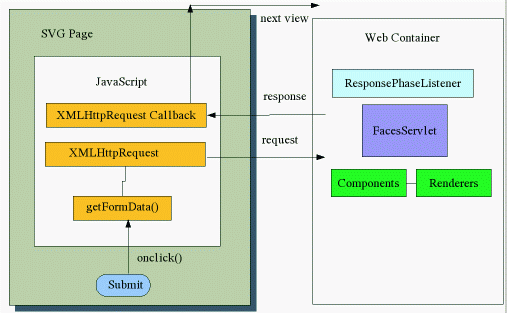 next view
SVG Page
Web Container
JavaScript
ResponsePhaseListener
response
XMLHttpRequest Callback
FacesServlet
request
XMLHttpRequest
Components
Renderers
getFormData()
onclick()
Submit